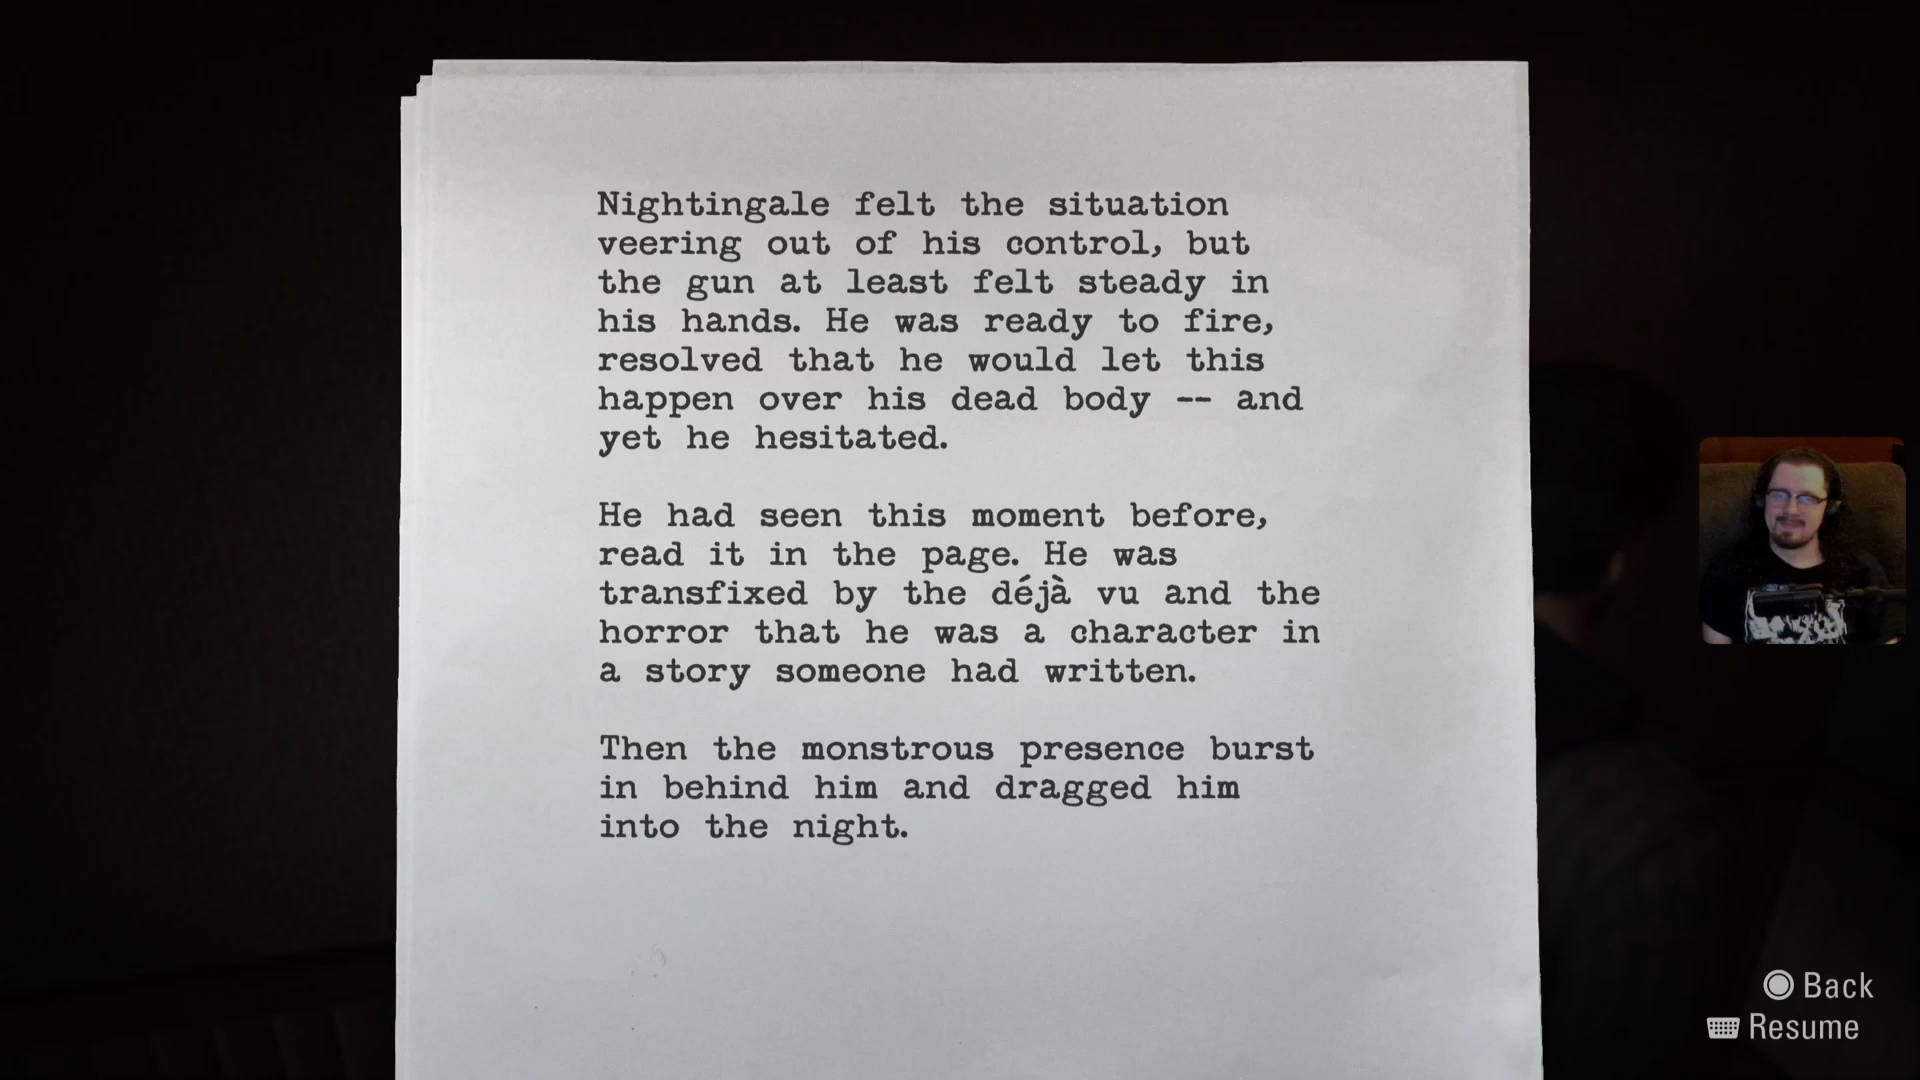 Nightingale felt the situation
veering out of his control, but
the gun at least felt steady in
his hands. He was ready to fire,
resolved that he would let this
happen over his dead body -- and
yet he hesitated.
He had seen this moment before,
read it in the page. He was
transfixed by the déjà vu and the
horror that he was a character in
a story someone had written.
Then the monstrous presence burst
in behind him and dragged him
into the night.
Back
Resume